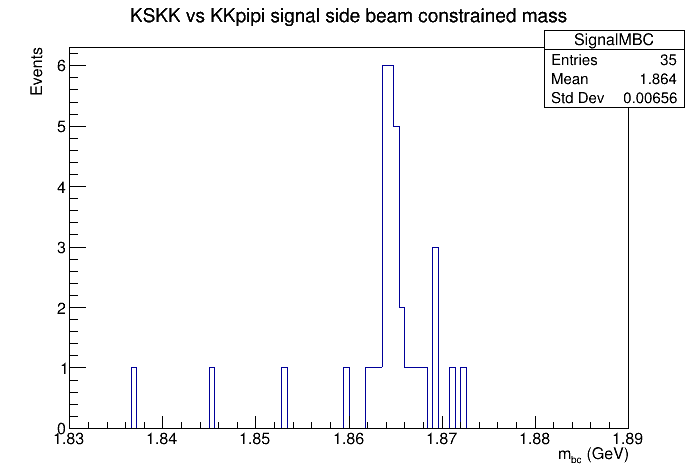 KSKK vs KKpipi signal side beam constrained mass
SignalMBC
Entries 35
Mean 1.864
Std Dev 0.00656
Events
6
5
4
3
2
1
0
1.83 1.84 1.85 1.86 1.87 1.88 1.89
m_bc (GeV)